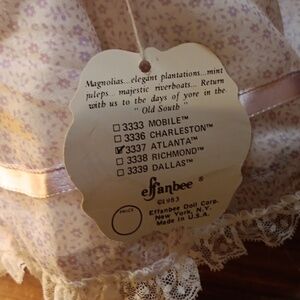 Magnolias...elegant plantations...mint
juleps... majestic riverboats... Return
with us to the days of yore in the
" Old South "
☐ 3333 MOBILE™
☐ 3336 CHARLESTON™
☑ 3337 ATLANTA™
☐ 3338 RICHMOND™
☐ 3339 DALLAS™
effanbee ®
©1983
PRICE
Effanbee Doll Corp.
New York, N.Y.
Made in U.S.A.